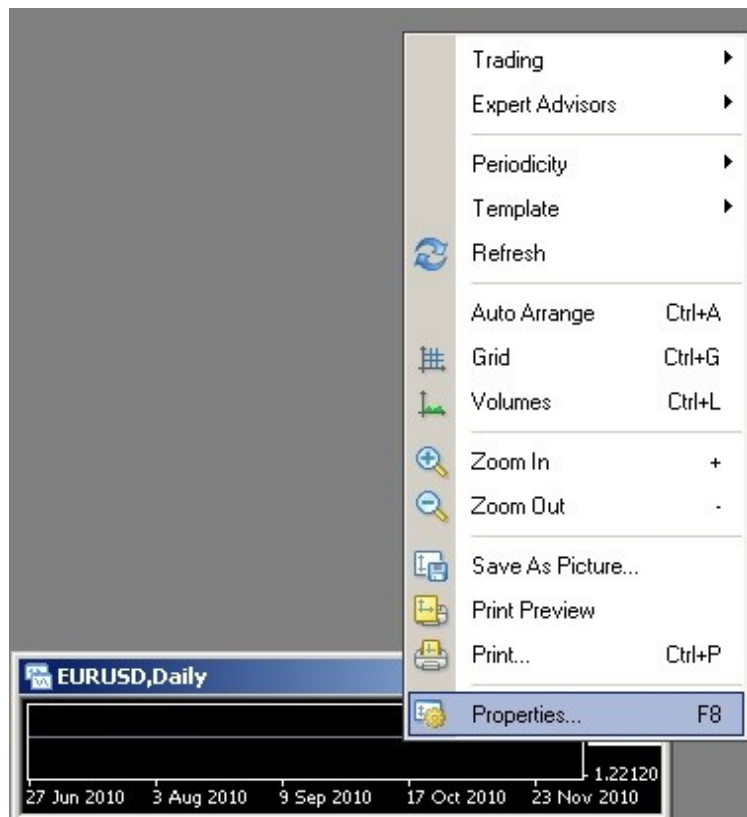 Trading
Expert Advisors
Periodicity
Template
Refresh
Auto Arrange Ctrl+A
Grid Ctrl+G
Volumes Ctrl+L
Zoom In +
Zoom Out -
Save As Picture...
Print Preview
Print... Ctrl+P
Properties... F8
EURUSD,Daily
1.22120
27 Jun 2010 3 Aug 2010 9 Sep 2010 17 Oct 2010 23 Nov 2010